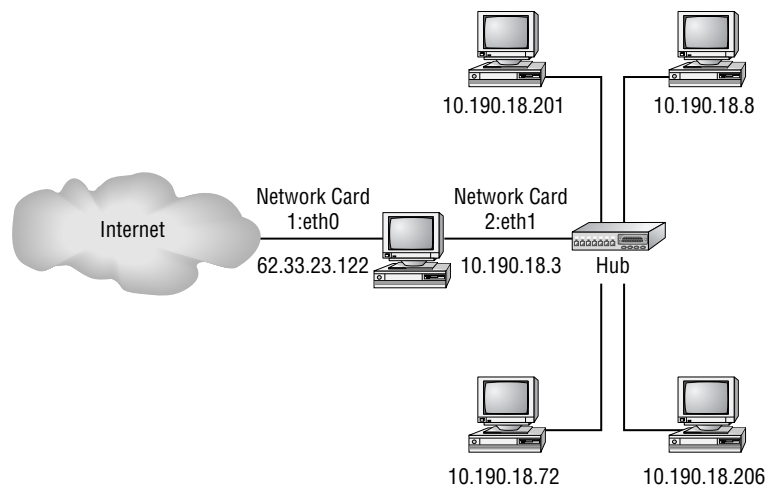 10.190.18.201
10.190.18.8
Network Card
1:eth0
Network Card
2:eth1
Internet
62.33.23.122
10.190.18.3
Hub
10.190.18.72
10.190.18.206